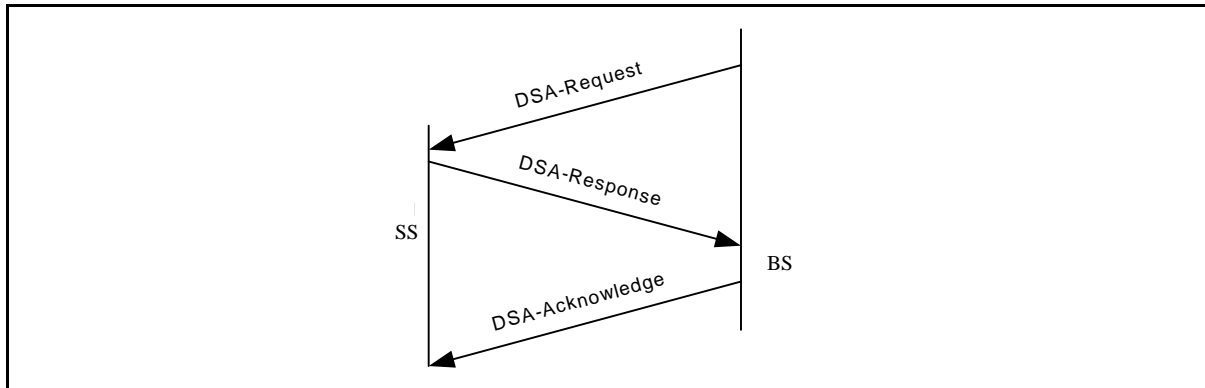 DSA-Request
DSA-Response
SS
BS
DSA-Acknowledge